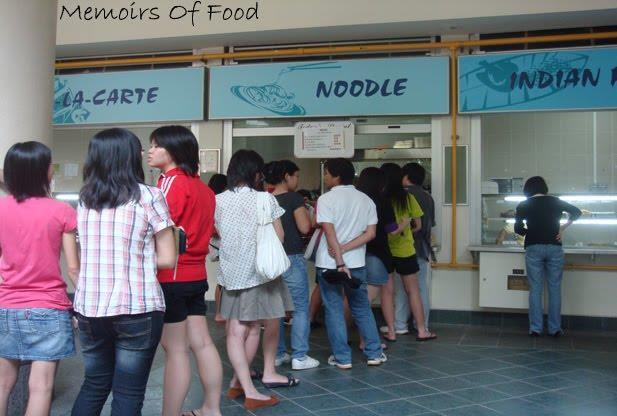 Memoirs Of Food
-LA-CARTE
NOODLE
INDIAN